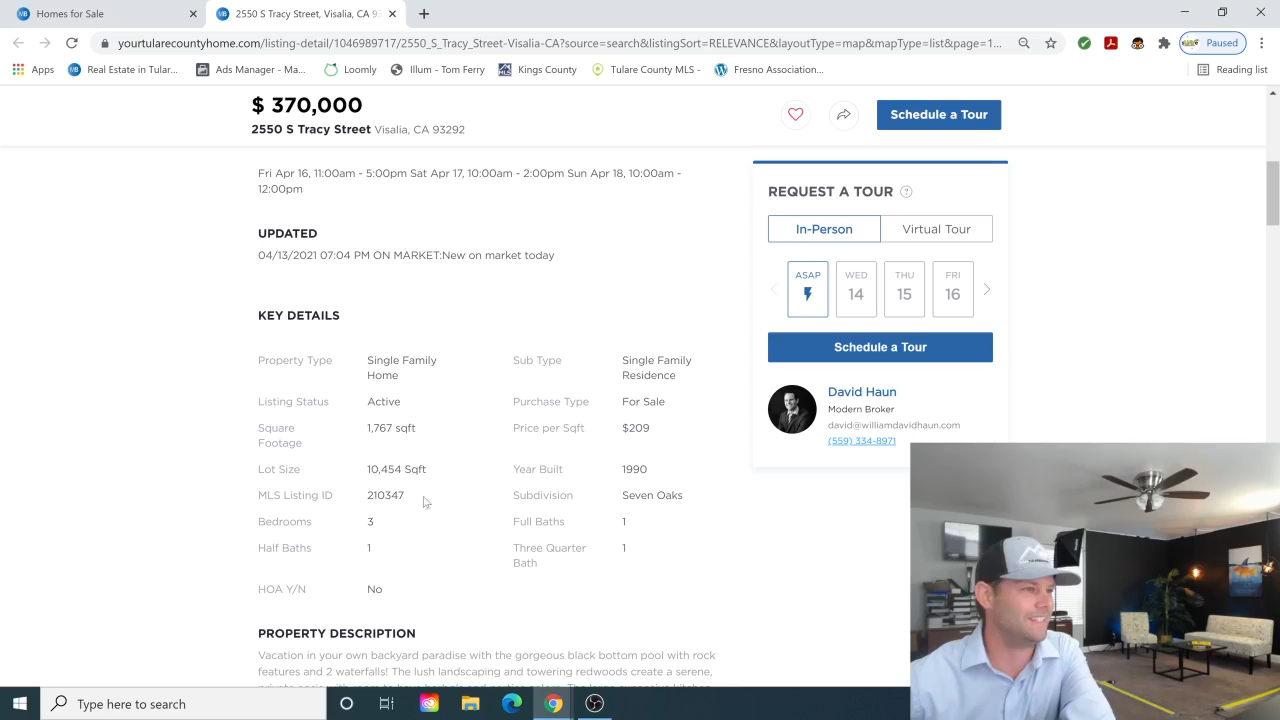 Homes for Sale
2550 S Tracy Street, Visalia, CA 93
yourtularecountyhome.com/listing-detail/1046989717/2550_S_Tracy_Street-Visalia-CA?source=search&listingSort=RELEVANCE&layoutType=map&mapType=list&page=1...
Paused
Apps
Real Estate in Tular...
Ads Manager - Ma...
Loomly
Illum - Tom Ferry
Kings County
Tulare County MLS -
Fresno Association...
Reading list
$ 370,000
2550 S Tracy Street Visalia, CA 93292
Schedule a Tour
Fri Apr 16, 11:00am - 5:00pm Sat Apr 17, 10:00am - 2:00pm Sun Apr 18, 10:00am -
12:00pm
UPDATED
04/13/2021 07:04 PM ON MARKET:New on market today
KEY DETAILS
Property Type Single Family Home
Sub Type Single Family Residence
Listing Status Active
Purchase Type For Sale
Square Footage 1,767 sqft
Price per Sqft $209
Lot Size 10,454 Sqft
Year Built 1990
MLS Listing ID 210347
Subdivision Seven Oaks
Bedrooms 3
Full Baths 1
Half Baths 1
Three Quarter Bath 1
HOA Y/N No
PROPERTY DESCRIPTION
Vacation in your own backyard paradise with the gorgeous black bottom pool with rock
features and 2 waterfalls! The lush landscaping and towering redwoods create a serene,
REQUEST A TOUR ?
In-Person
Virtual Tour
ASAP
WED 14
THU 15
FRI 16
Schedule a Tour
David Haun
Modern Broker
david@williamdavidhaun.com
(559) 334-8971
Type here to search